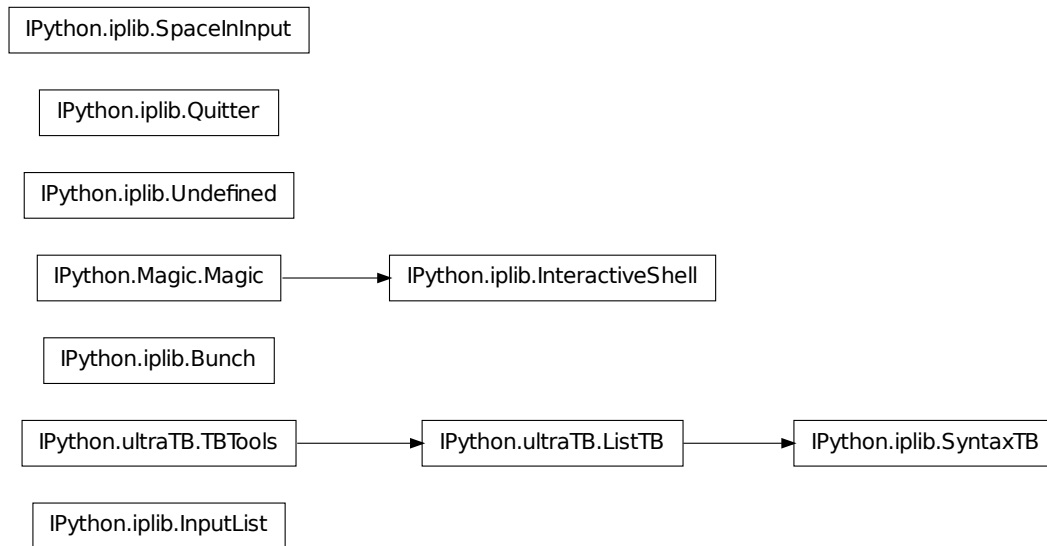 IPython.iplib.SpaceInInput
IPython.iplib.Quitter
IPython.iplib.Undefined
IPython.Magic.Magic
IPython.iplib.InteractiveShell
IPython.iplib.Bunch
IPython.ultraTB.TBTools
IPython.ultraTB.ListTB
IPython.iplib.SyntaxTB
IPython.iplib.InputList